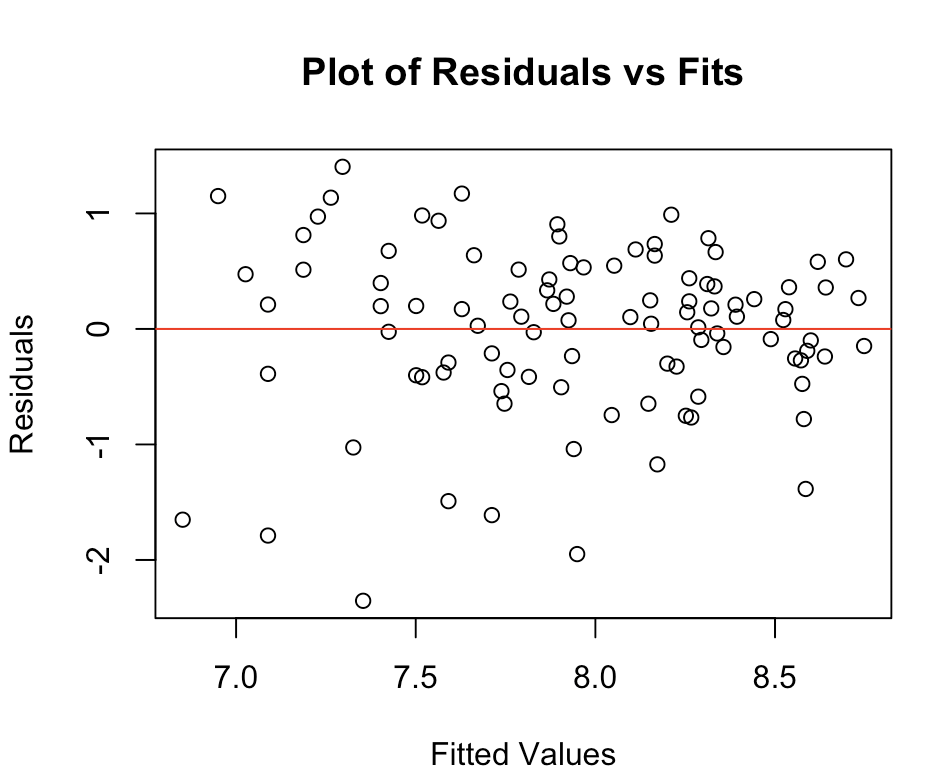 Plot of Residuals vs Fits
Residuals
1
0
-1
-2
7.0 7.5 8.0 8.5
Fitted Values